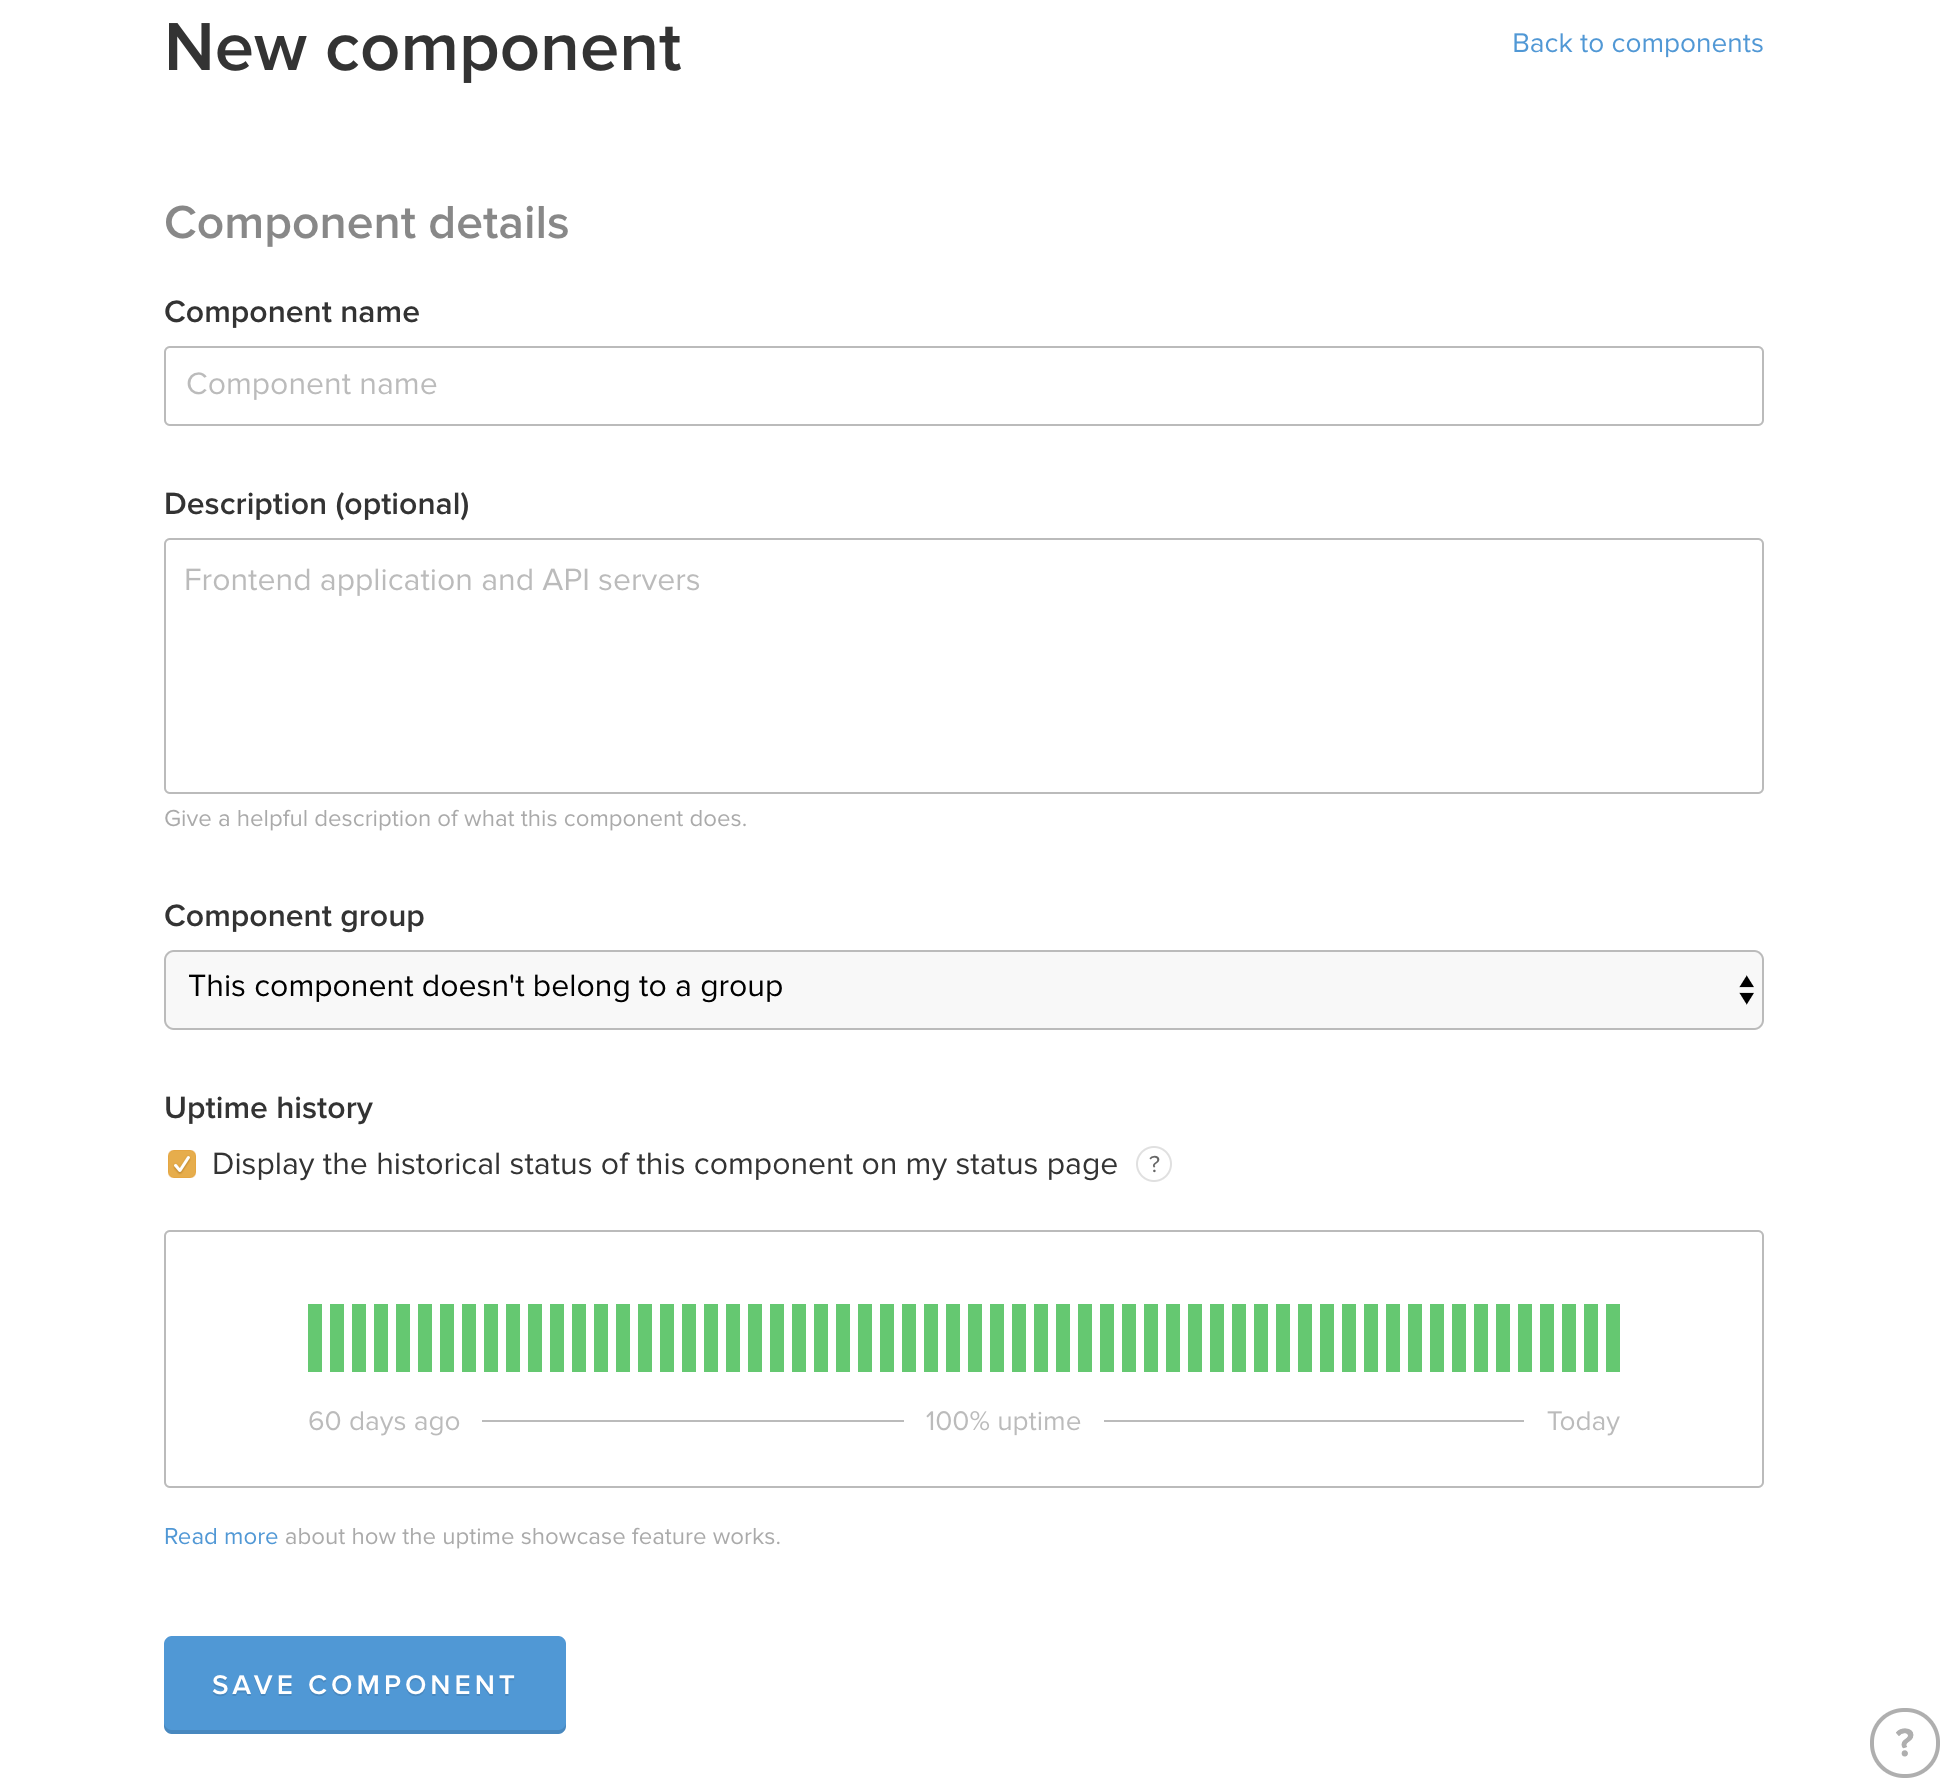 New component
Back to components
Component details
Component name
Component name
Description (optional)
Frontend application and API servers
Give a helpful description of what this component does.
Component group
This component doesn't belong to a group
Uptime history
Display the historical status of this component on my status page ?
60 days ago 100% uptime Today
Read more about how the uptime showcase feature works.
SAVE COMPONENT
?